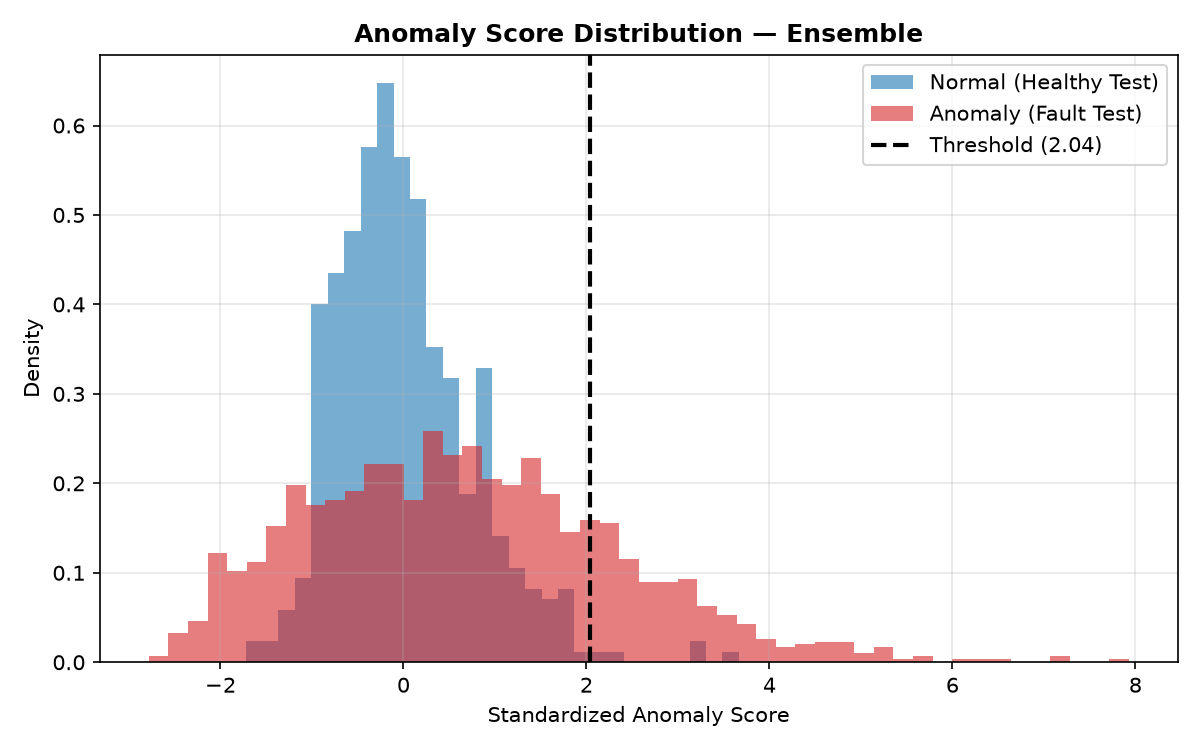 Anomaly Score Distribution — Ensemble
Normal (Healthy Test)
Anomaly (Fault Test)
Threshold (2.04)
Density
0.6
0.5
0.4
0.3
0.2
0.1
0.0
−2 0 2 4 6 8
Standardized Anomaly Score